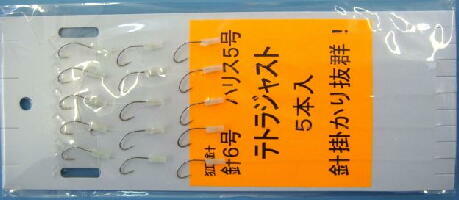 針掛かり抜群！
テトラジャスト
5本入
狐針
針6号 ハリス5号